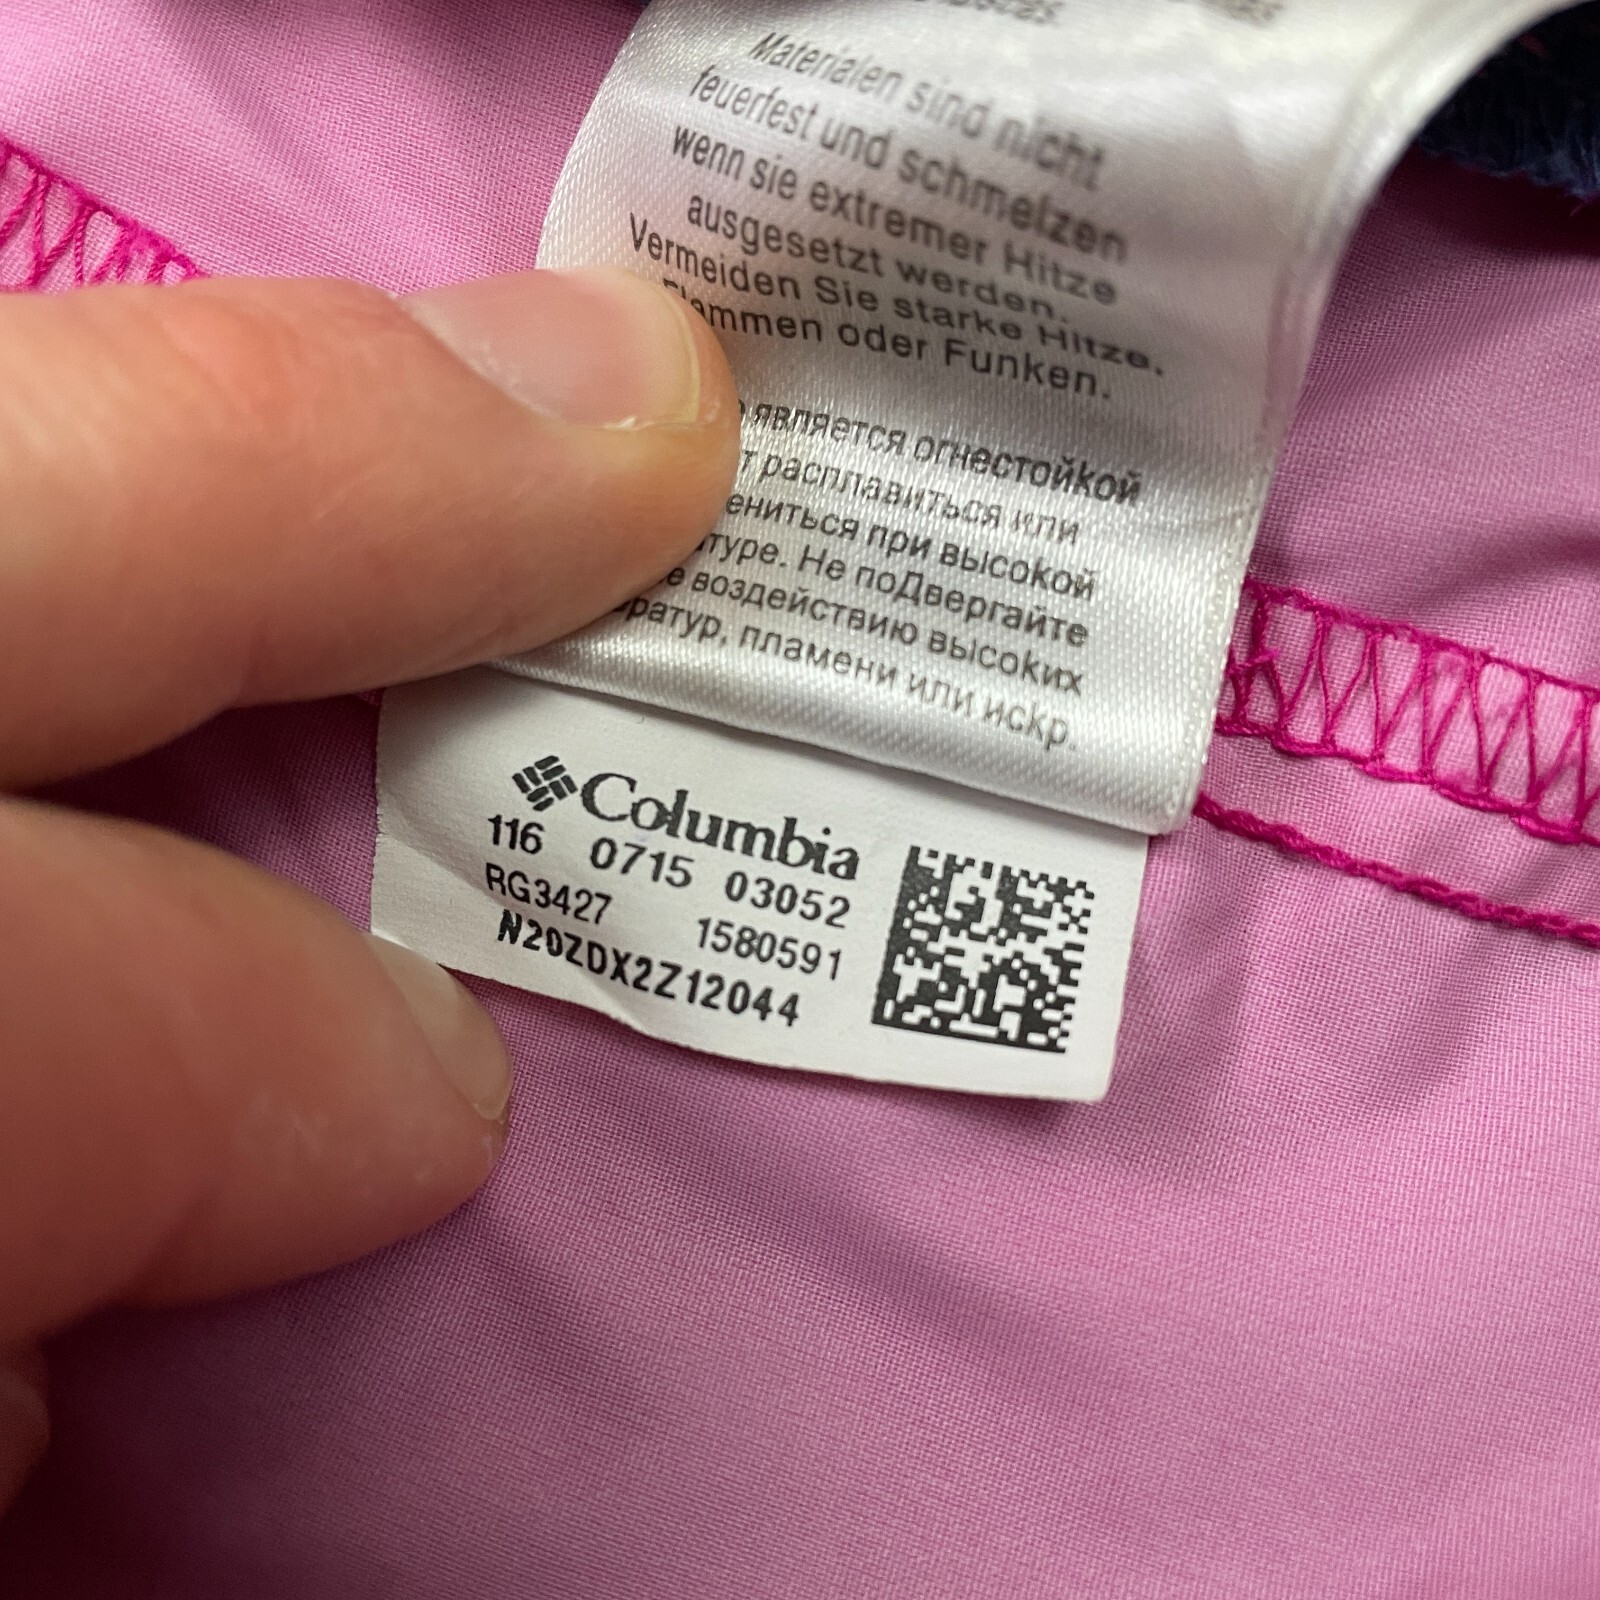 Materialen sind nicht
feuerfest und schmelzen
wenn sie extremer Hitze
ausgesetzt werden.
Vermeiden Sie starke Hitze,
Flammen oder Funken.
является огнестойкой
т расплавиться или
ениться при высокой
атуре. Не поДвергайте
е воздействию высоких
ератур, пламени или искр.
Columbia
116 0715 03052
RG3427 1580591
N20ZDX2Z12044